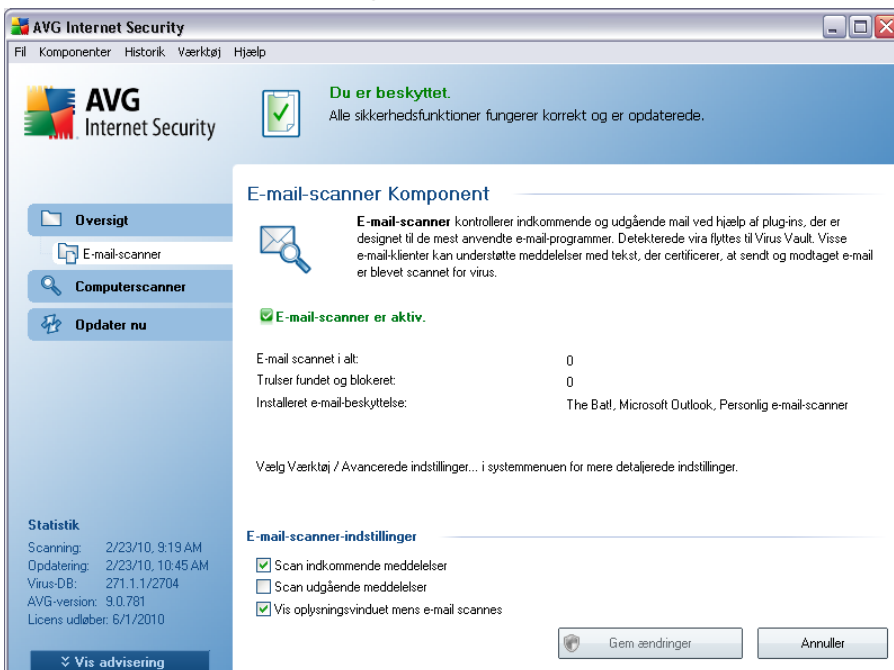 AVG Internet Security
Fil Komponenter Historik Værktøj Hjælp
AVG
Internet Security
Du er beskyttet.
Alle sikkerhedsfunktioner fungerer korrekt og er opdaterede.
Oversigt
E-mail-scanner
Computerscanner
Opdater nu
E-mail-scanner Komponent
E-mail-scanner kontrollerer indkommende og udgående mail ved hjælp af plug-ins, der er
designet til de mest anvendte e-mail-programmer. Detekterede vira flyttes til Virus Vault. Visse
e-mail-klienter kan understøtte meddelelser med tekst, der certificerer, at sendt og modtaget e-mail
er blevet scannet for virus.
E-mail-scanner er aktiv.
E-mail scannet i alt: 0
Trulser fundet og blokeret: 0
Installeret e-mail-beskyttelse: The Bat!, Microsoft Outlook, Personlig e-mail-scanner
Vælg Værktøj / Avancerede indstillinger... i systemmenuen for mere detaljerede indstillinger.
E-mail-scanner-indstillinger
Scan indkommende meddelelser
Scan udgående meddelelser
Vis oplysningsvinduet mens e-mail scannes
Gem ændringer Annuller
Statistik
Scanning: 2/23/10, 9:19 AM
Opdatering: 2/23/10, 10:45 AM
Virus-DB: 271.1.1/2704
AVG-version: 9.0.781
Licens udløber: 6/1/2010
Vis advisering